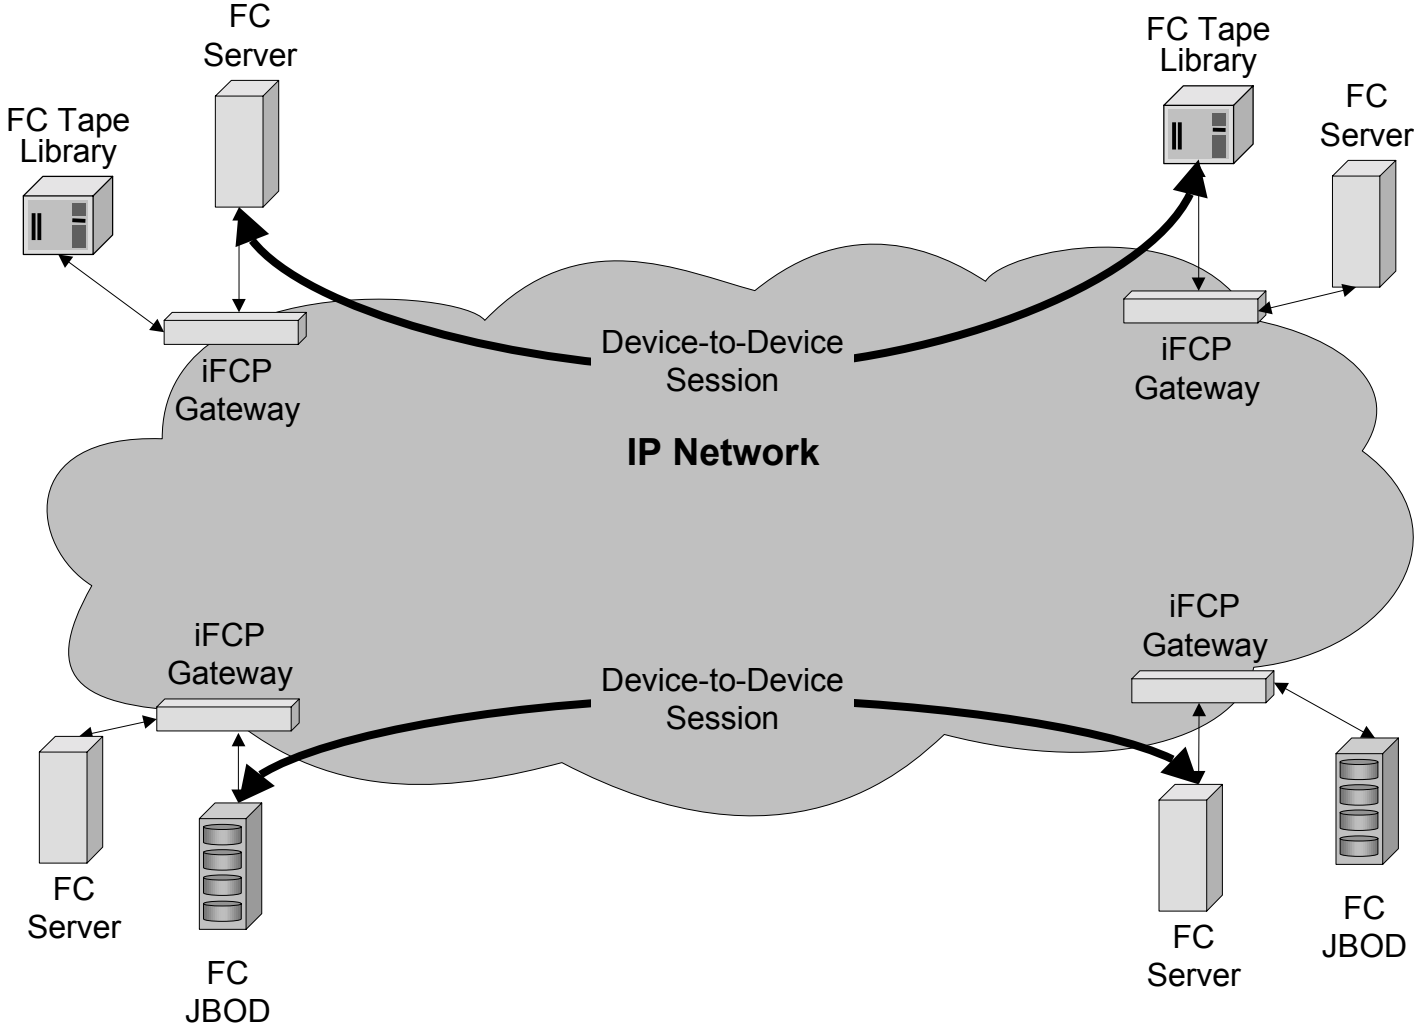 FC
Server
FC Tape
Library
FC
Server
FC Tape
Library
iFCP
Gateway
Device-to-Device
Session
iFCP
Gateway
IP Network
iFCP
Gateway
Device-to-Device
Session
iFCP
Gateway
FC
Server
FC
JBOD
FC
Server
FC
JBOD